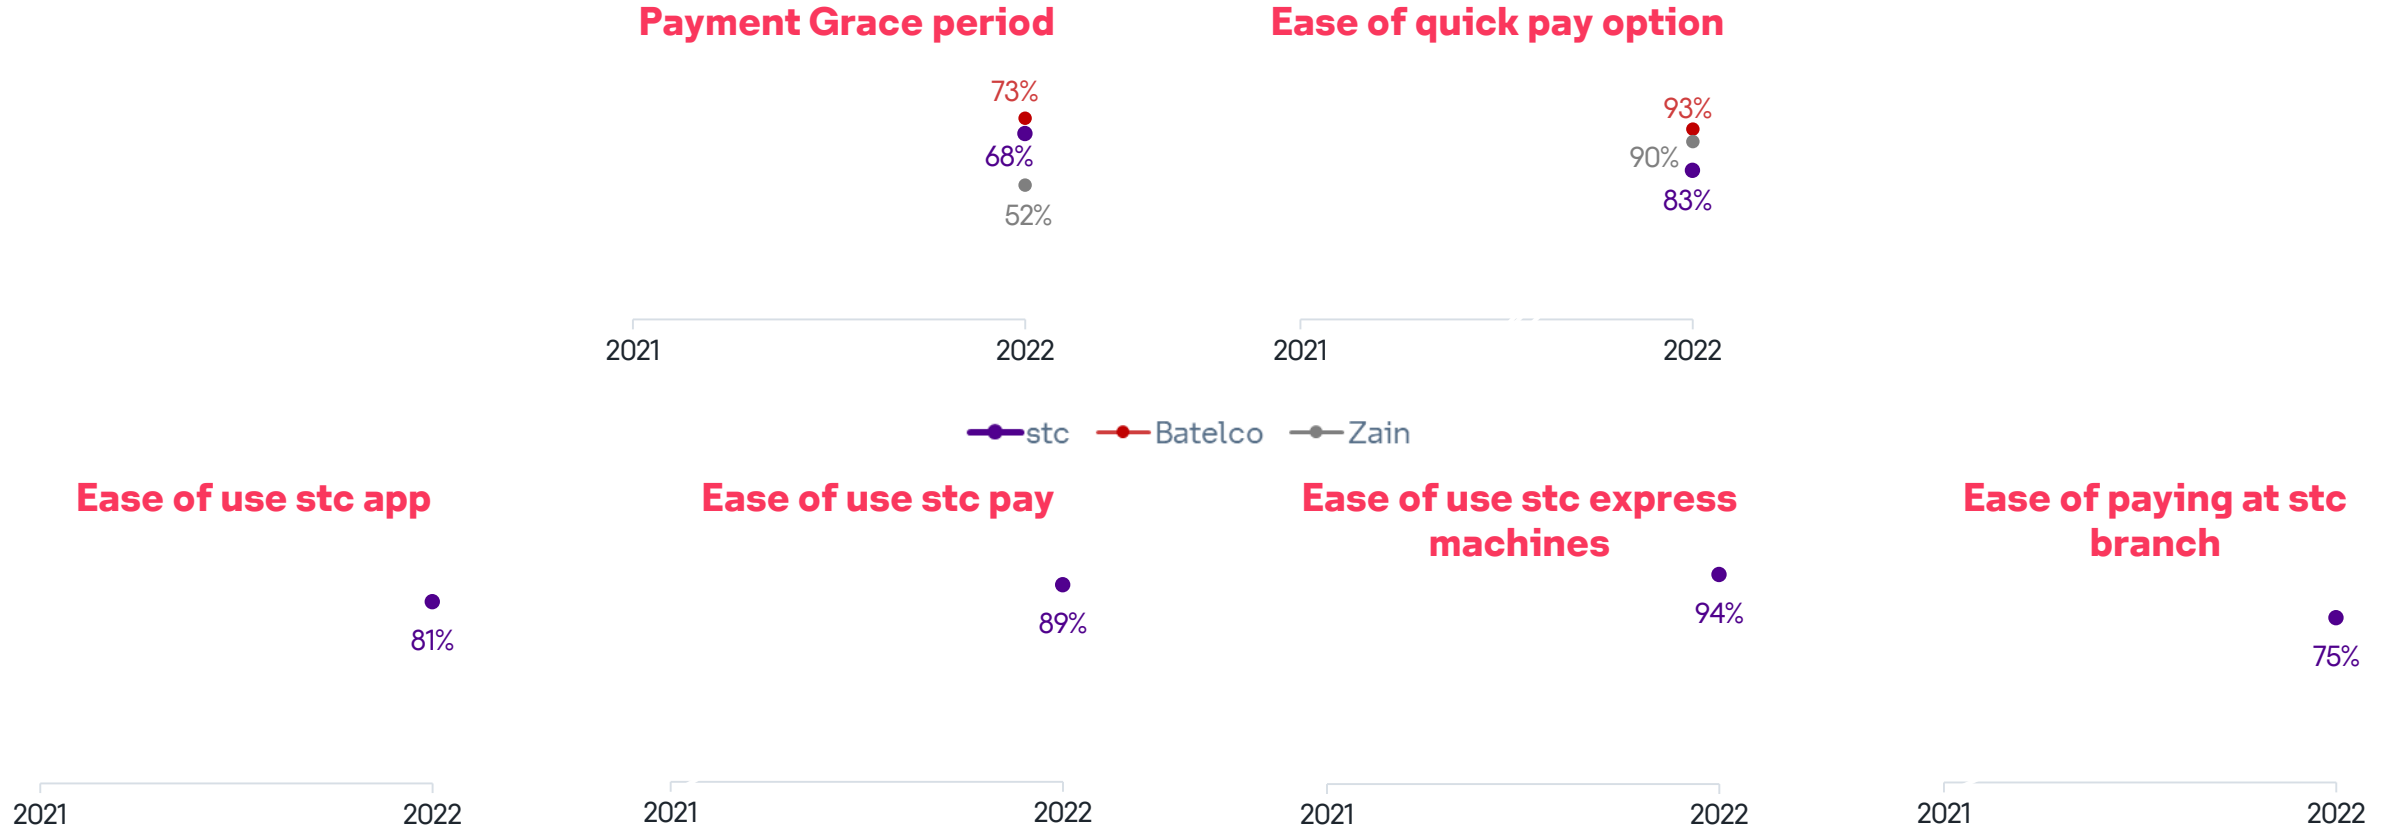 Payment Grace period
73%
68%
52%
2021
2022
Ease of quick pay option
93%
90%
83%
2021
2022
stc
Batelco
Zain
Ease of use stc app
81%
2021
2022
Ease of use stc pay
89%
2021
2022
Ease of use stc express
machines
94%
2021
2022
Ease of paying at stc
branch
75%
2021
2022